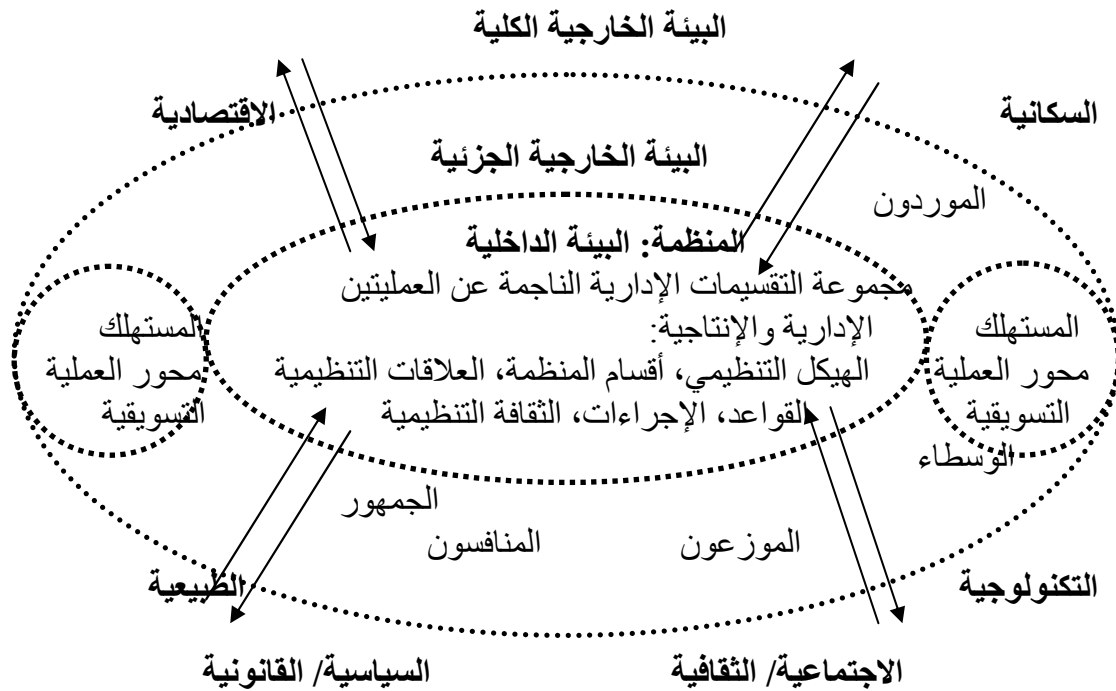 البيئة الخارجية الكلية
السكانية
الاقتصادية
البيئة الخارجية الجزئية
الموردون
المنظمة: البيئة الداخلية
مجموعة التقسيمات الإدارية الناجمة عن العمليتين
الإدارية والإنتاجية:
الهيكل التنظيمي، أقسام المنظمة، العلاقات التنظيمية
القواعد، الإجراءات، الثقافة التنظيمية
المستهلك
محور العملية
التسويقية
المستهلك
محور العملية
التسويقية
الوسطاء
الجمهور
الموزعون
المنافسون
التكنولوجية
الطبيعية
الاجتماعية/ الثقافية
السياسية/ القانونية